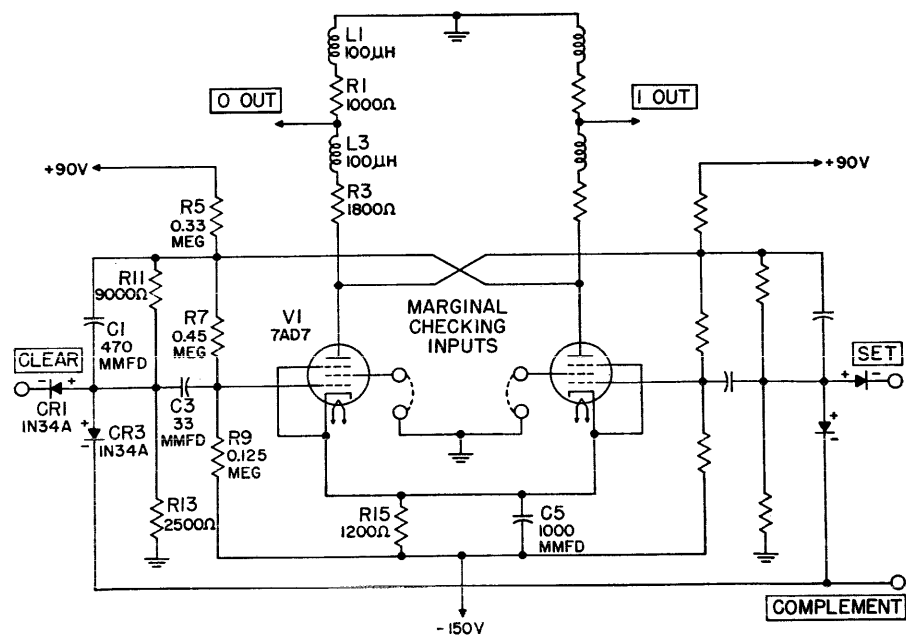 L1
100μH
R1
1000Ω
0 OUT
1 OUT
L3
100μH
R3
1800Ω
+90V
+90V
R5
0.33
MEG
R11
9000Ω
R7
0.45
MEG
V1
7AD7
MARGINAL
CHECKING
INPUTS
C1
470
MMFD
CLEAR
SET
- +
+ -
CR1
1N34A
+
-
CR3
1N34A
C3
33
MMFD
R9
0.125
MEG
+
-
R13
2500Ω
R15
1200Ω
C5
1000
MMFD
COMPLEMENT
-150V